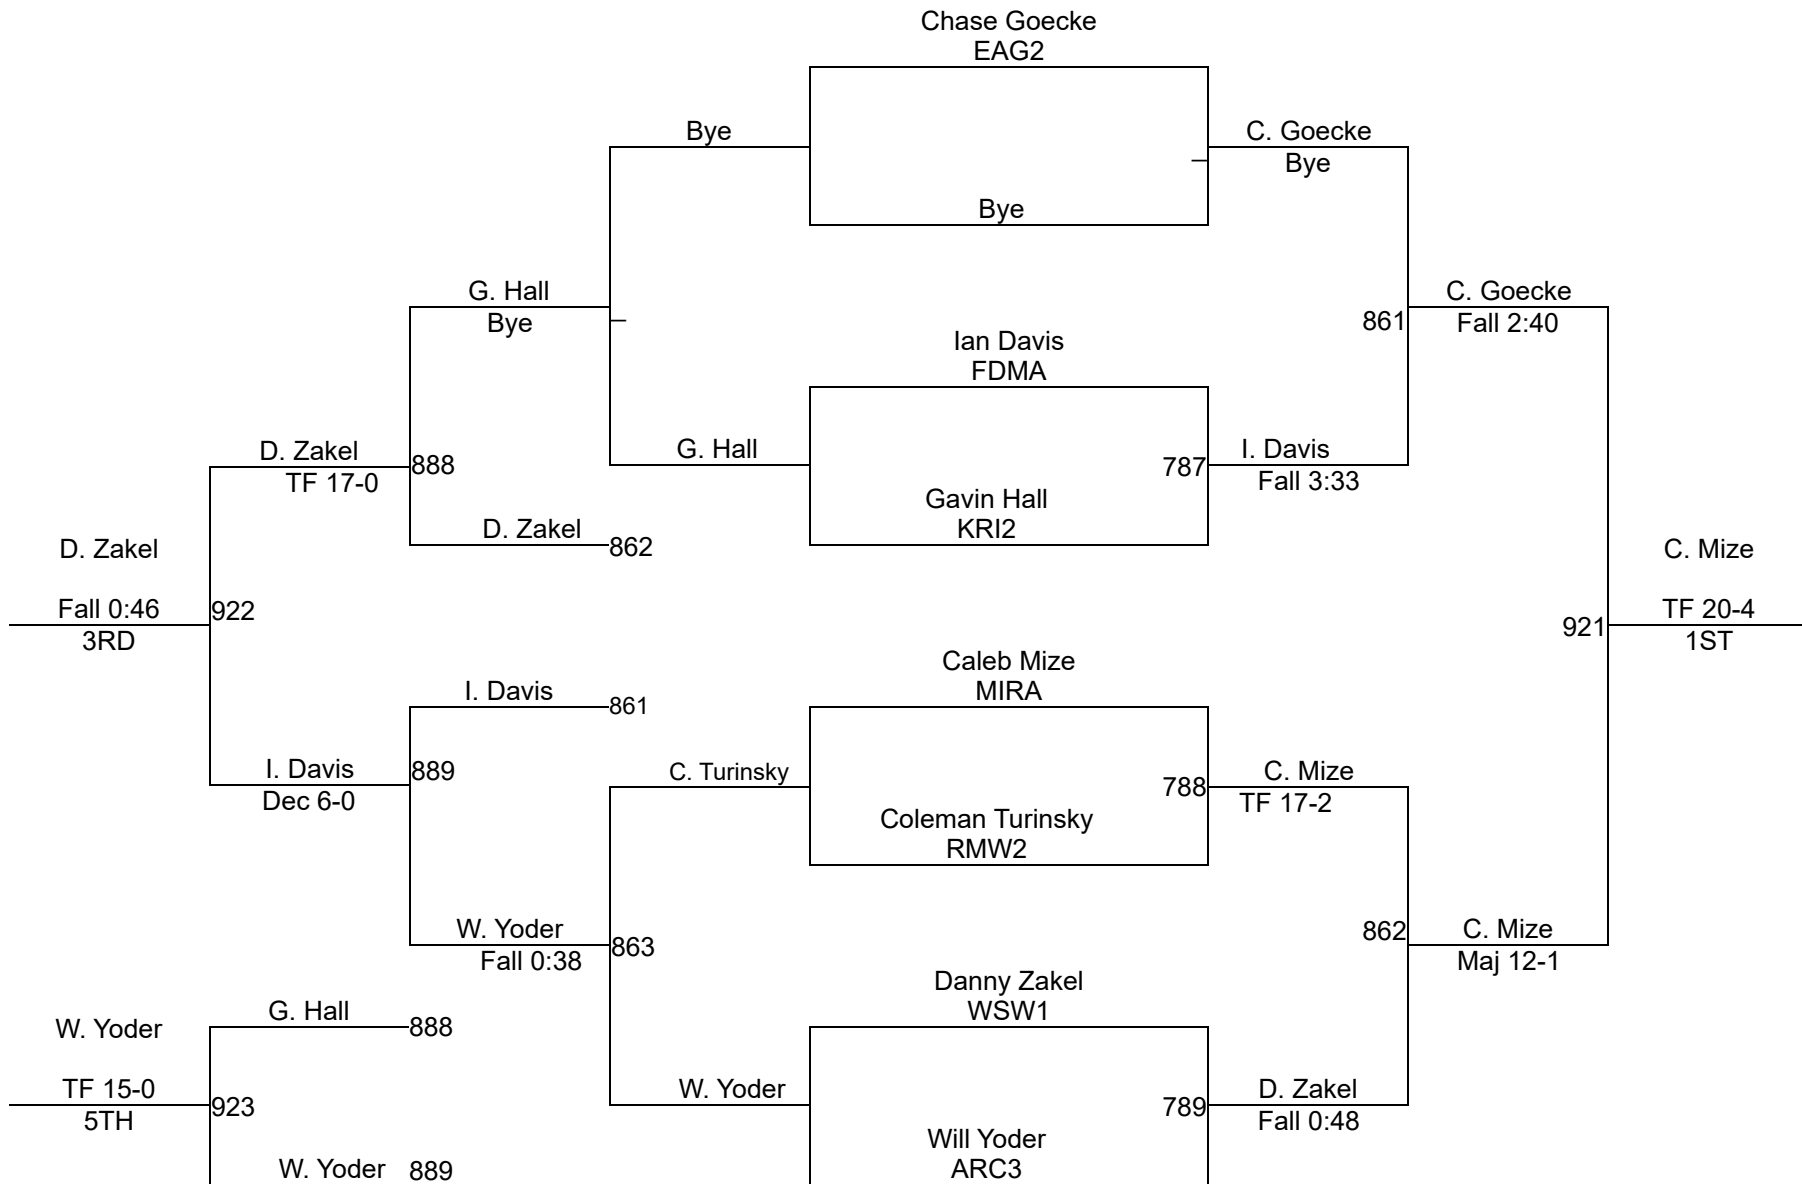 Chase Goecke
EAG2
Bye
C. Goecke
Bye
Bye
G. Hall
Bye
C. Goecke
861
Fall 2:40
Ian Davis
FDMA
D. Zakel
888
TF 17-0
G. Hall
787
I. Davis
Fall 3:33
Gavin Hall
KRI2
D. Zakel
862
D. Zakel
Fall 0:46
922
3RD
C. Mize
TF 20-4
921
1ST
Caleb Mize
MIRA
I. Davis
861
I. Davis
889
Dec 6-0
C. Turinsky
788
C. Mize
TF 17-2
Coleman Turinsky
RMW2
W. Yoder
863
Fall 0:38
862
C. Mize
Maj 12-1
Danny Zakel
WSW1
G. Hall
888
W. Yoder
TF 15-0
923
5TH
W. Yoder
789
D. Zakel
Fall 0:48
Will Yoder
ARC3
W. Yoder 889